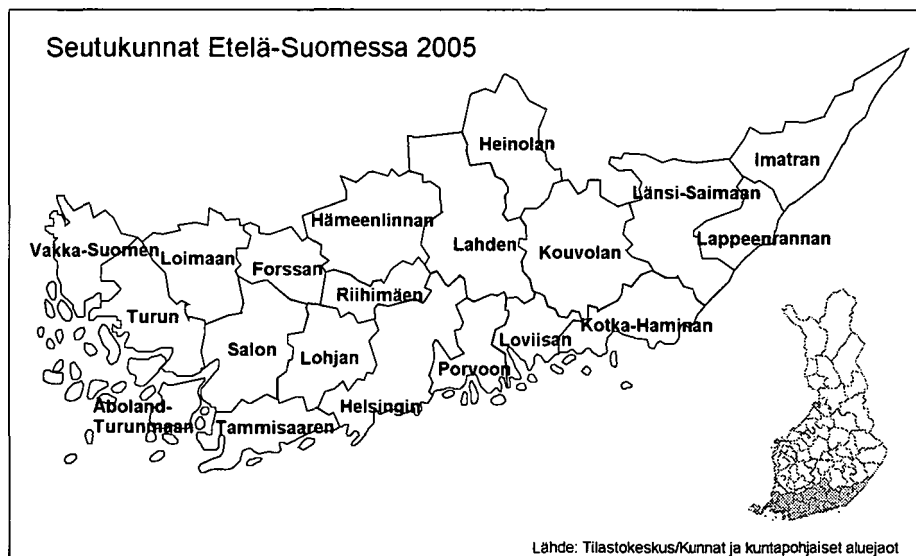 Seutukunnat Etelä-Suomessa 2005
Heinolan
Imatran
Länsi-Saimaan
Hämeenlinnan
Vakka-Suomen
Loimaan
Forssan
Lahden
Kouvolan
Lappeenrannan
Riihimäen
Turun
Salon
Lohjan
Loviisan
Kotka-Haminan
Porvoon
Åboland-
Turunmaan
Helsingin
Tammisaaren
Lähde: Tilastokeskus/Kunnat ja kuntapohjaiset aluejaot